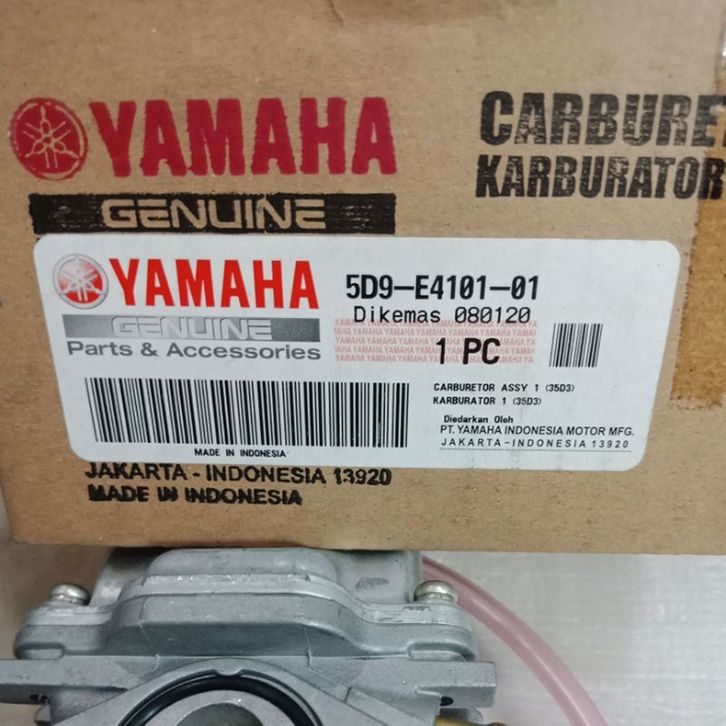 YAMAHA
GENUINE
CARBURE
KARBURATOR
YAMAHA
GENUINE
Parts & Accessories
MADE IN INDONESIA
5D9-E4101-01
Dikemas 080120
1 PC
CARBURETOR ASSY 1 (35D3)
KARBURATOR 1 (35D3)
Diedarkan Oleh
PT. YAMAHA INDONESIA MOTOR MFG.
JAKARTA-INDONESIA 13920
JAKARTA - INDONESIA 13920
MADE IN INDONESIA